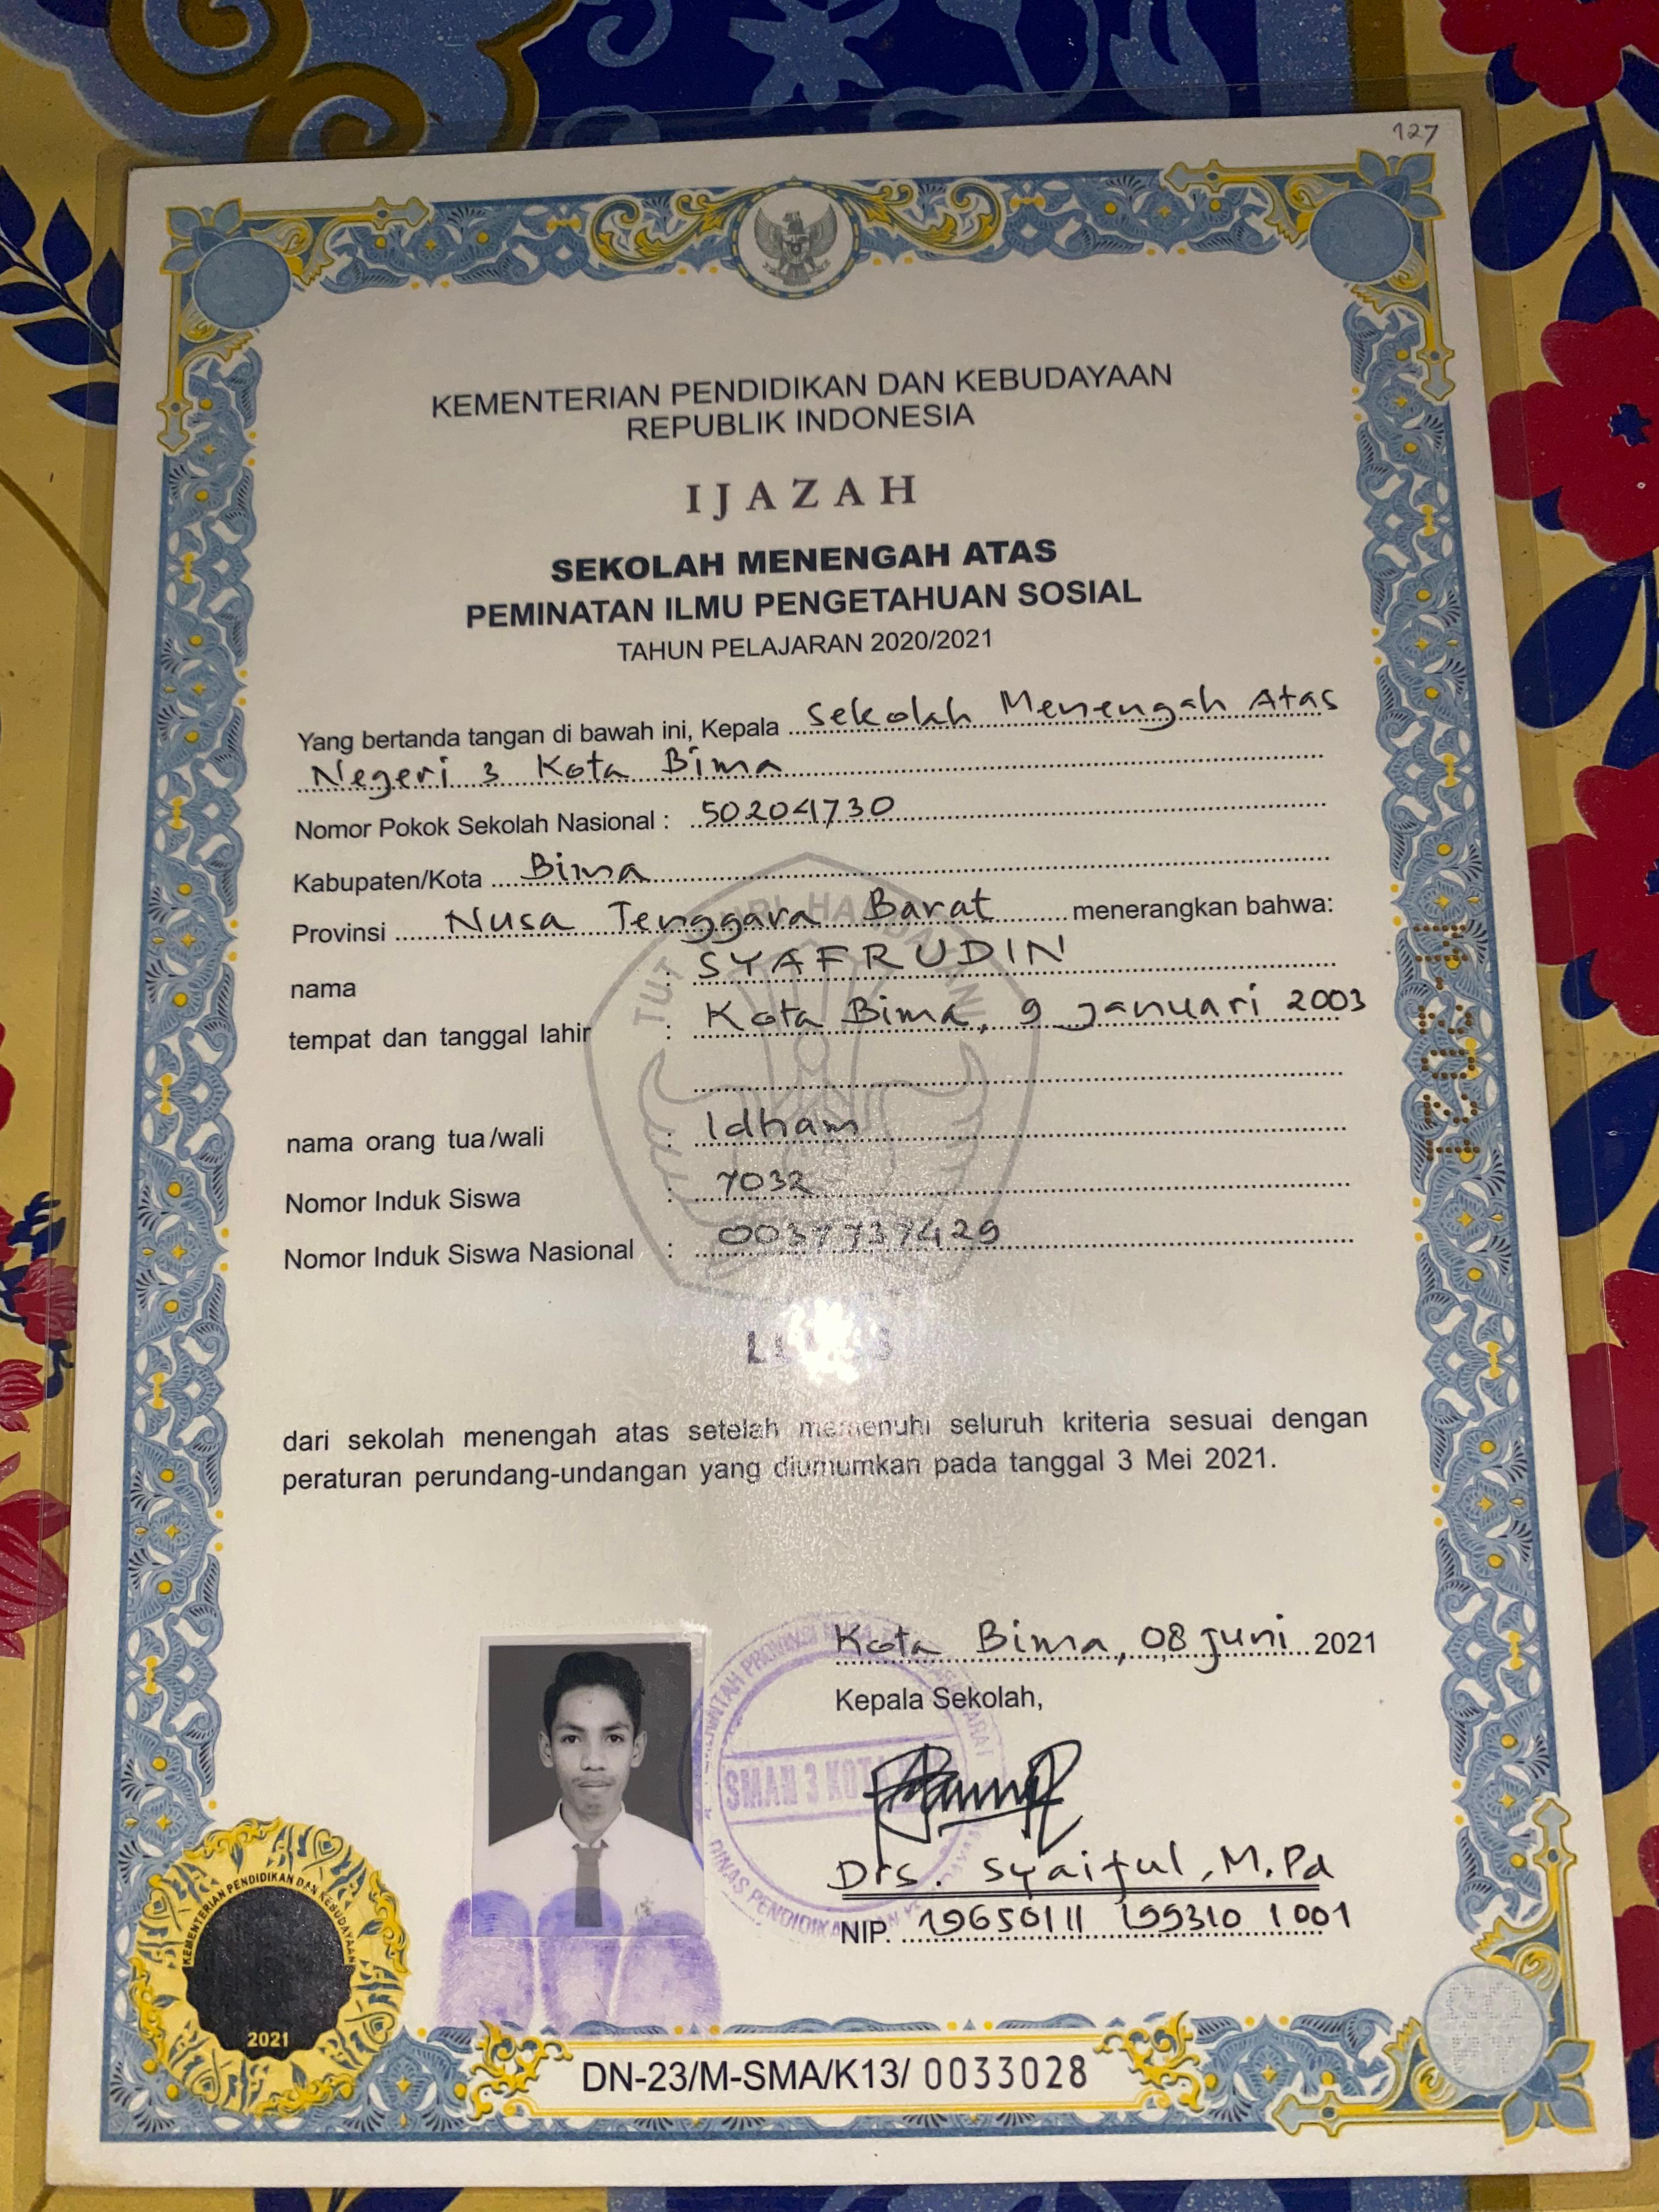 127
KEMENTERIAN PENDIDIKAN DAN KEBUDAYAAN
REPUBLIK INDONESIA
IJAZAH
SEKOLAH MENENGAH ATAS
PEMINATAN ILMU PENGETAHUAN SOSIAL
TAHUN PELAJARAN 2020/2021
Yang bertanda tangan di bawah ini, Kepala Sekolah Menengah Atas
Negeri 3 Kota Bima
Nomor Pokok Sekolah Nasional : 50204730
Kabupaten/Kota Bima
Provinsi Nusa Tenggara Barat menerangkan bahwa:
nama : SYAFRUDIN
tempat dan tanggal lahir : Kota Bima, 9 Januari 2003
nama orang tua/wali : Idham
Nomor Induk Siswa : 7032
Nomor Induk Siswa Nasional : 0037737429
dari sekolah menengah atas setelah memenuhi seluruh kriteria sesuai dengan
peraturan perundang-undangan yang diumumkan pada tanggal 3 Mei 2021.
Kota Bima, 08 Juni 2021
Kepala Sekolah,
SMAN 3 KOTA
Drs. Syaiful, M.Pd
NIP. 19650111 199310 1 001
KEMENTERIAN PENDIDIKAN DAN KEBUDAYAAN
2021
DN-23/M-SMA/K13/ 0033028